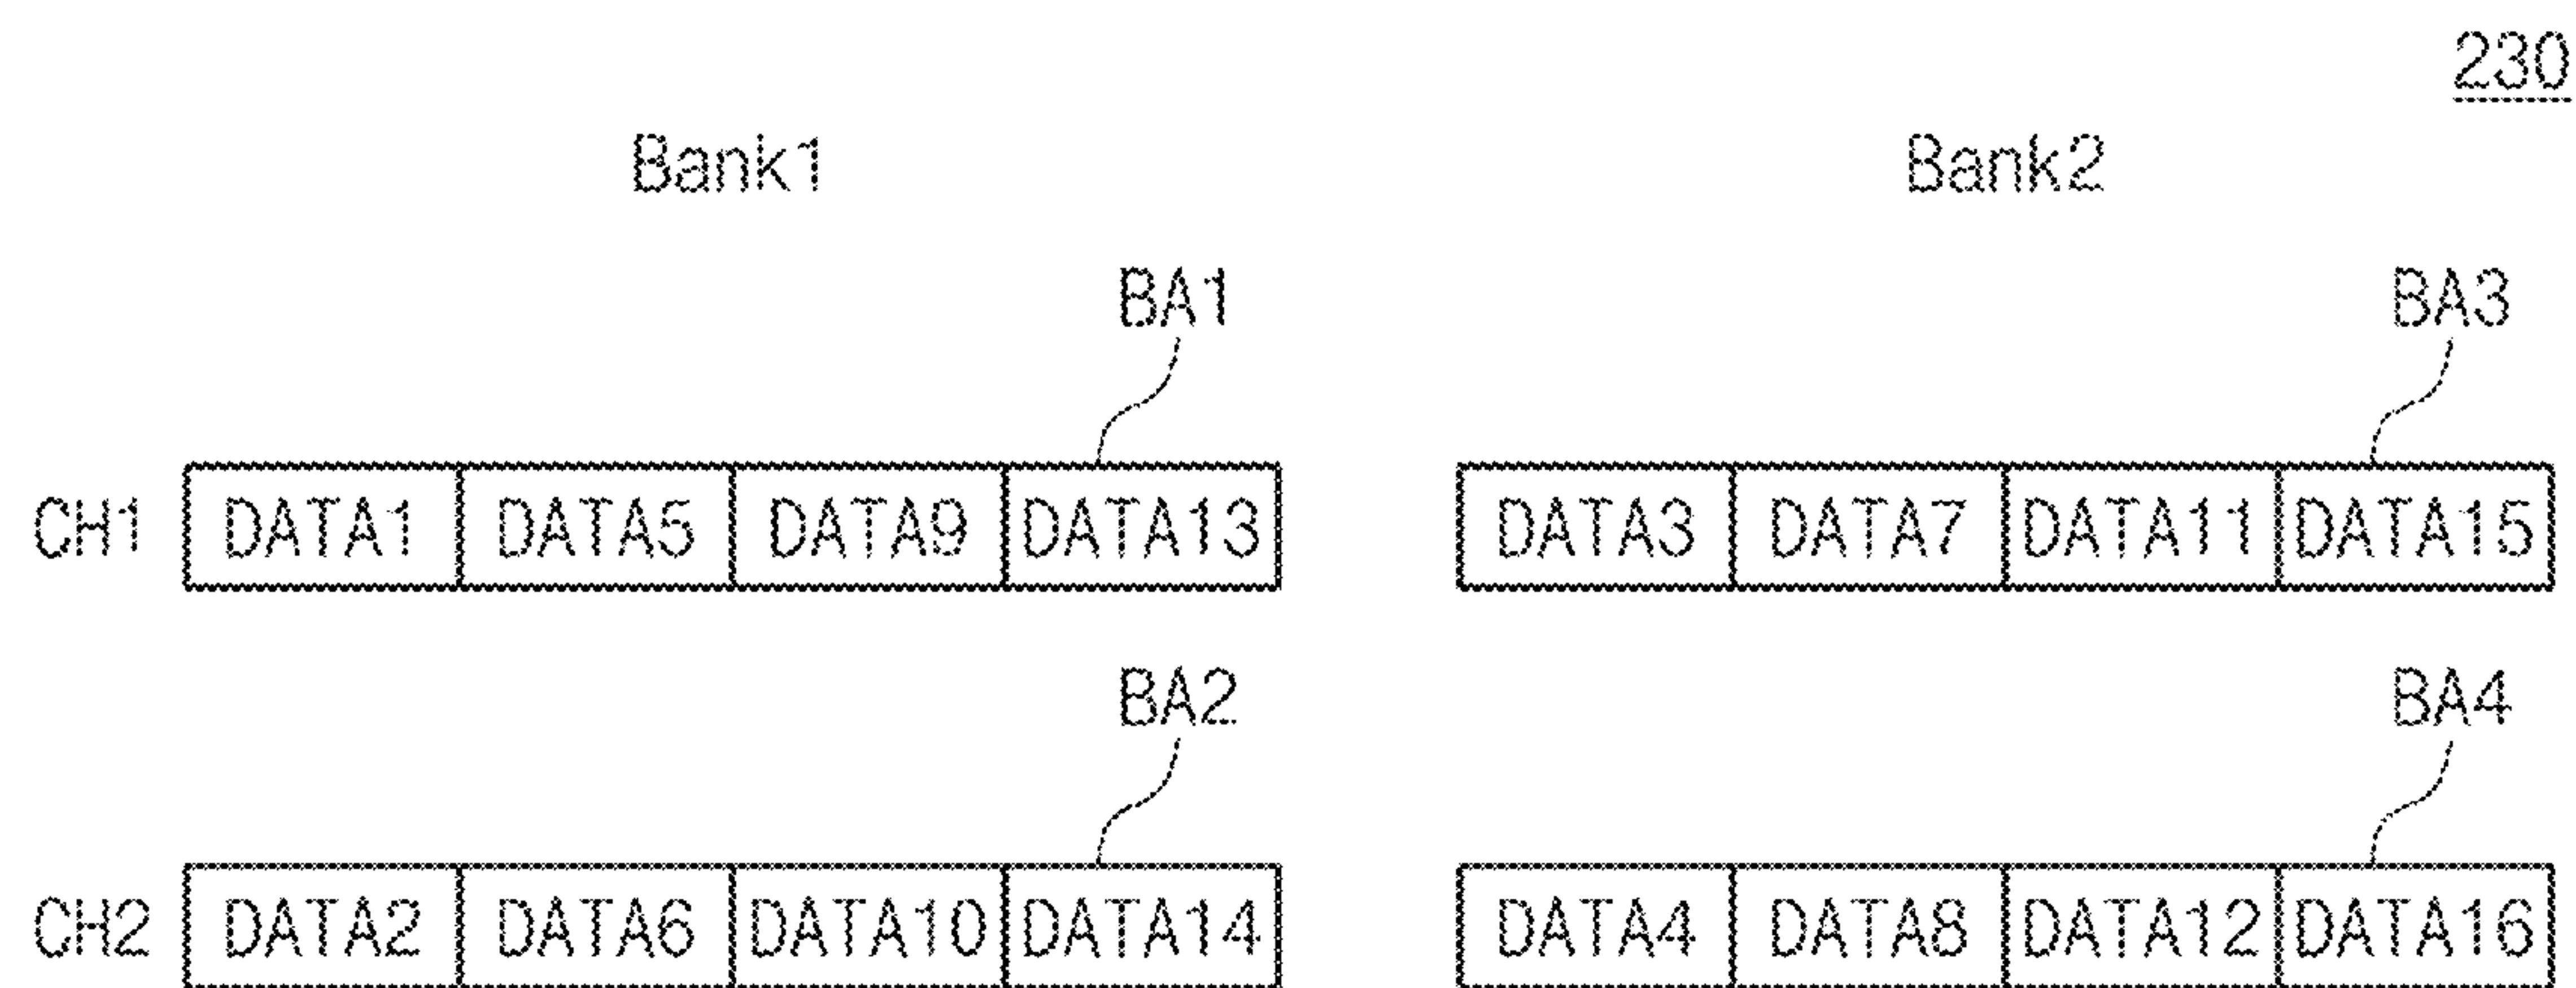 230
Bank1 Bank2
BA1 BA3
CH1 DATA1 DATA5 DATA9 DATA13 DATA3 DATA7 DATA11 DATA15
BA2 BA4
CH2 DATA2 DATA6 DATA10 DATA14 DATA4 DATA8 DATA12 DATA16